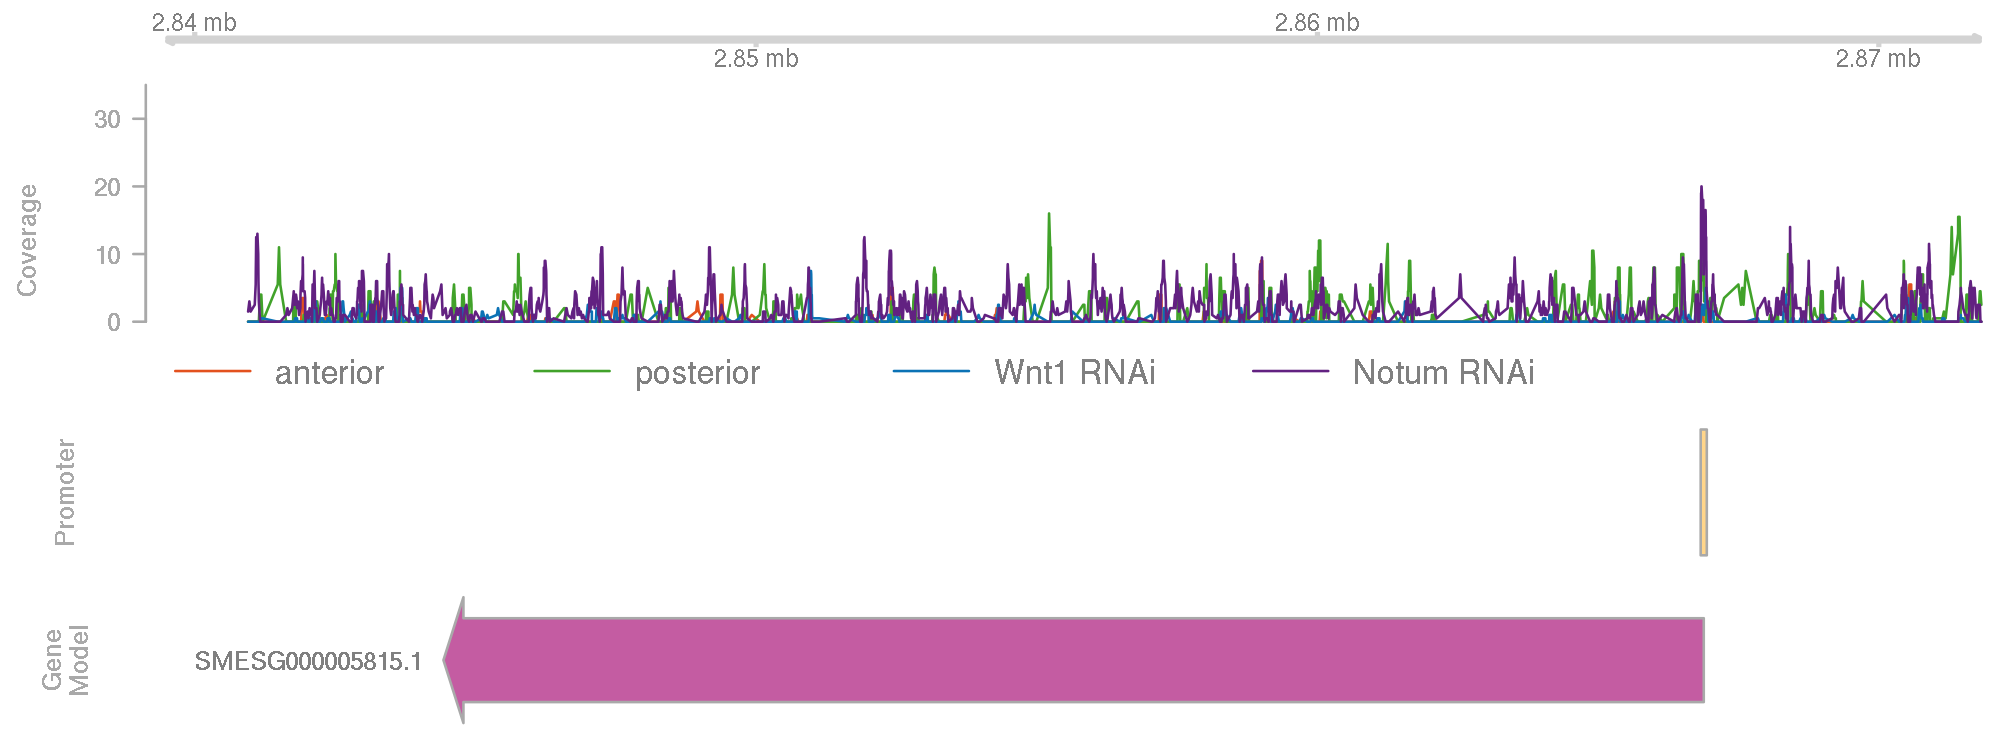 2.84 mb
2.86 mb
2.85 mb
2.87 mb
Coverage
30
20
10
0
anterior
posterior
Wnt1 RNAi
Notum RNAi
Promoter
Gene
Model
SMESG000005815.1